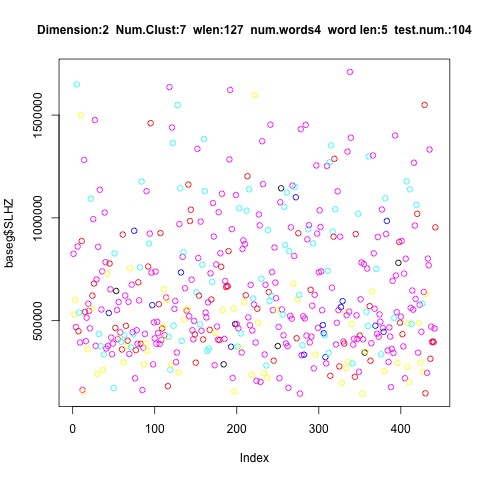 Dimension:2 Num.Clust:7 wlen:127 num.words4 word len:5 test.num.:104
1500000
1000000
500000
baseg$SLHZ
0 100 200 300 400
Index